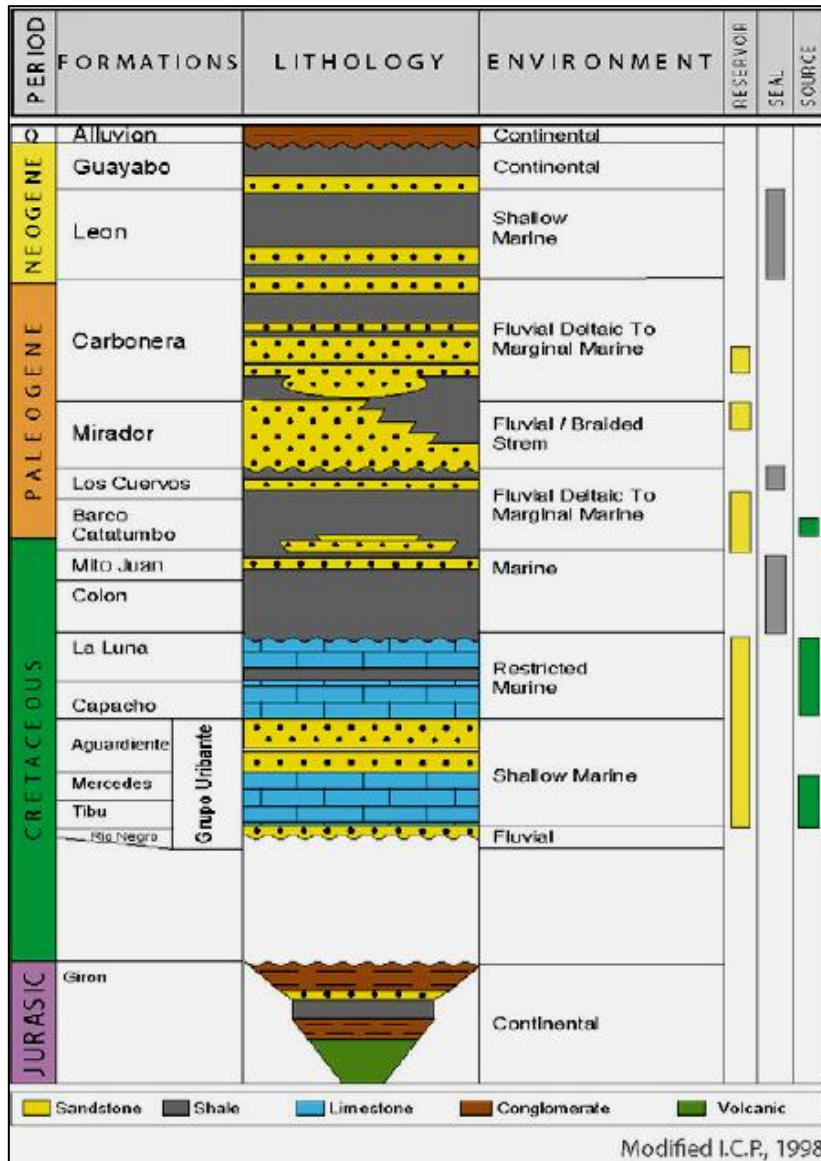 PERIOD
FORMATIONS
LITHOLOGY
ENVIRONMENT
RESERVOIR
SEAL
SOURCE
Q
Alluvion
Continental
NEOGENE
Guayabo
Continental
Leon
Shallow
Marine
PALEOGENE
Carbonera
Fluvial Deltaic To
Marginal Marine
Mirador
Fluvial / Braided
Strem
Los Cuervos
Fluvial Deltaic To
Marginal Marine
Barco
Catatumbo
CRETACEOUS
Mito Juan
Marine
Colon
La Luna
Restricted
Marine
Capacho
Aguardiente
Grupo Uribante
Shallow Marine
Mercedes
Tibu
Rio Negro
Fluvial
JURASIC
Giron
Continental
Sandstone
Shale
Limestone
Conglomerate
Volcanic
Modified I.C.P., 1998